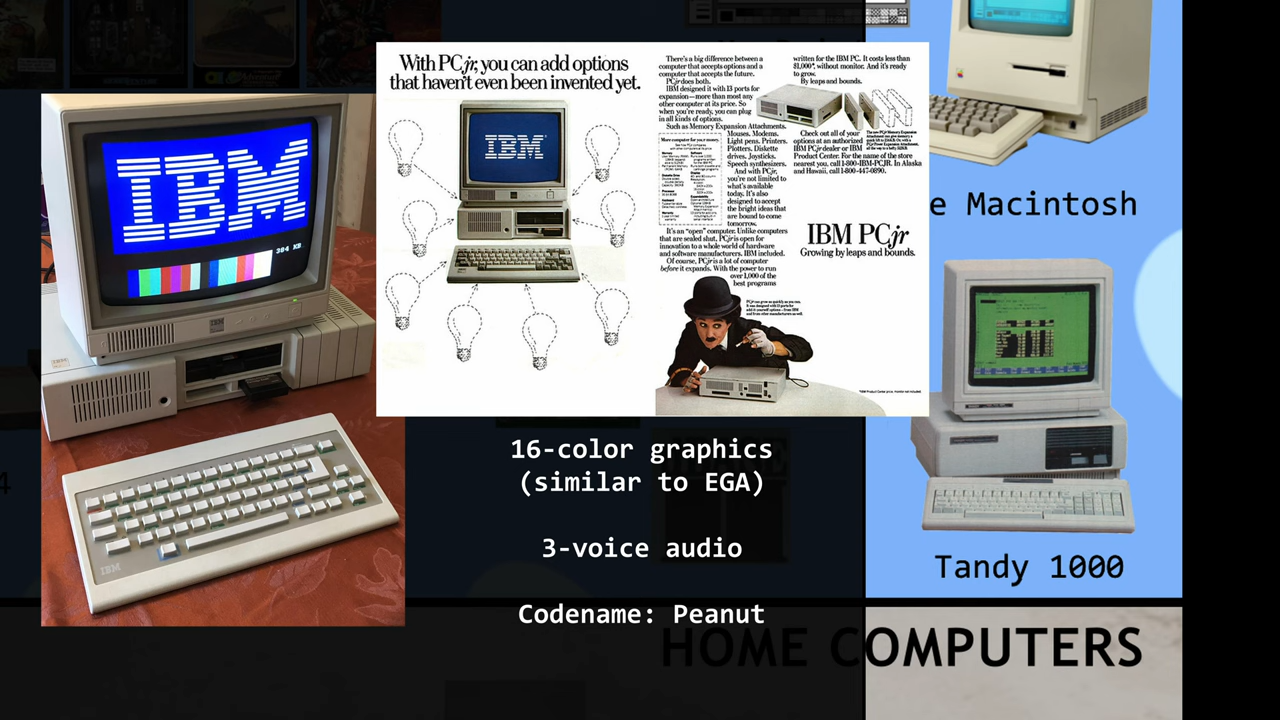 With PCjr, you can add options
that haven't even been invented yet.
IBM
There's a big difference between a
computer that accepts options and a
computer that accepts the future.
PCjr does both.
IBM designed it with 13 ports for
expansion—more than most any
other computer at its price. So
when you're ready, you can plug
in all kinds of options.
Such as Memory Expansion Attachments.
Mouses. Modems.
Light pens. Printers.
Plotters. Diskette
drives. Joysticks.
Speech synthesizers.
And with PCjr,
you're not limited to
what's available
today. It's also
designed to accept
the bright ideas that
are bound to come
tomorrow.
It's an "open" computer. Unlike computers
that are sealed shut, PCjr is open for
innovation to a whole world of hardware
and software manufacturers. IBM included.
Of course, PCjr is a lot of computer
before it expands. With the power to run
over 1,000 of the
best programs
written for the IBM PC. It costs less than
$1,000*, without monitor. And it's ready
to grow.
By leaps and bounds.
Check out all of your
options at an authorized
IBM PCjr dealer or IBM
Product Center. For the name of the store
nearest you, call 1-800-IBM-PCJR. In Alaska
and Hawaii, call 1-800-447-0890.
IBM PCjr
Growing by leaps and bounds.
IBM
384 KB
IBM
e Macintosh
16-color graphics
(similar to EGA)
3-voice audio
Codename: Peanut
Tandy 1000
HOME COMPUTERS
4